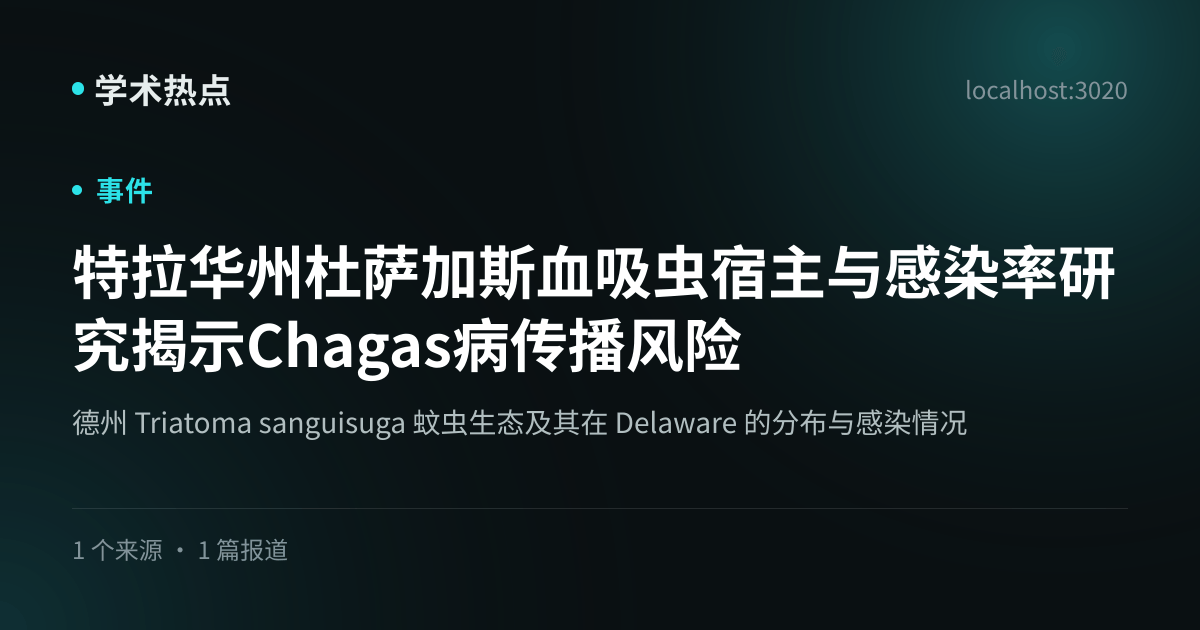 学术热点
localhost:3020
事件
特拉华州杜萨加斯血吸虫宿主与感染率研
究揭示Chagas病传播风险
德州 Triatoma sanguisuga 蚊虫生态及其在 Delaware 的分布与感染情况
1 个来源 · 1 篇报道